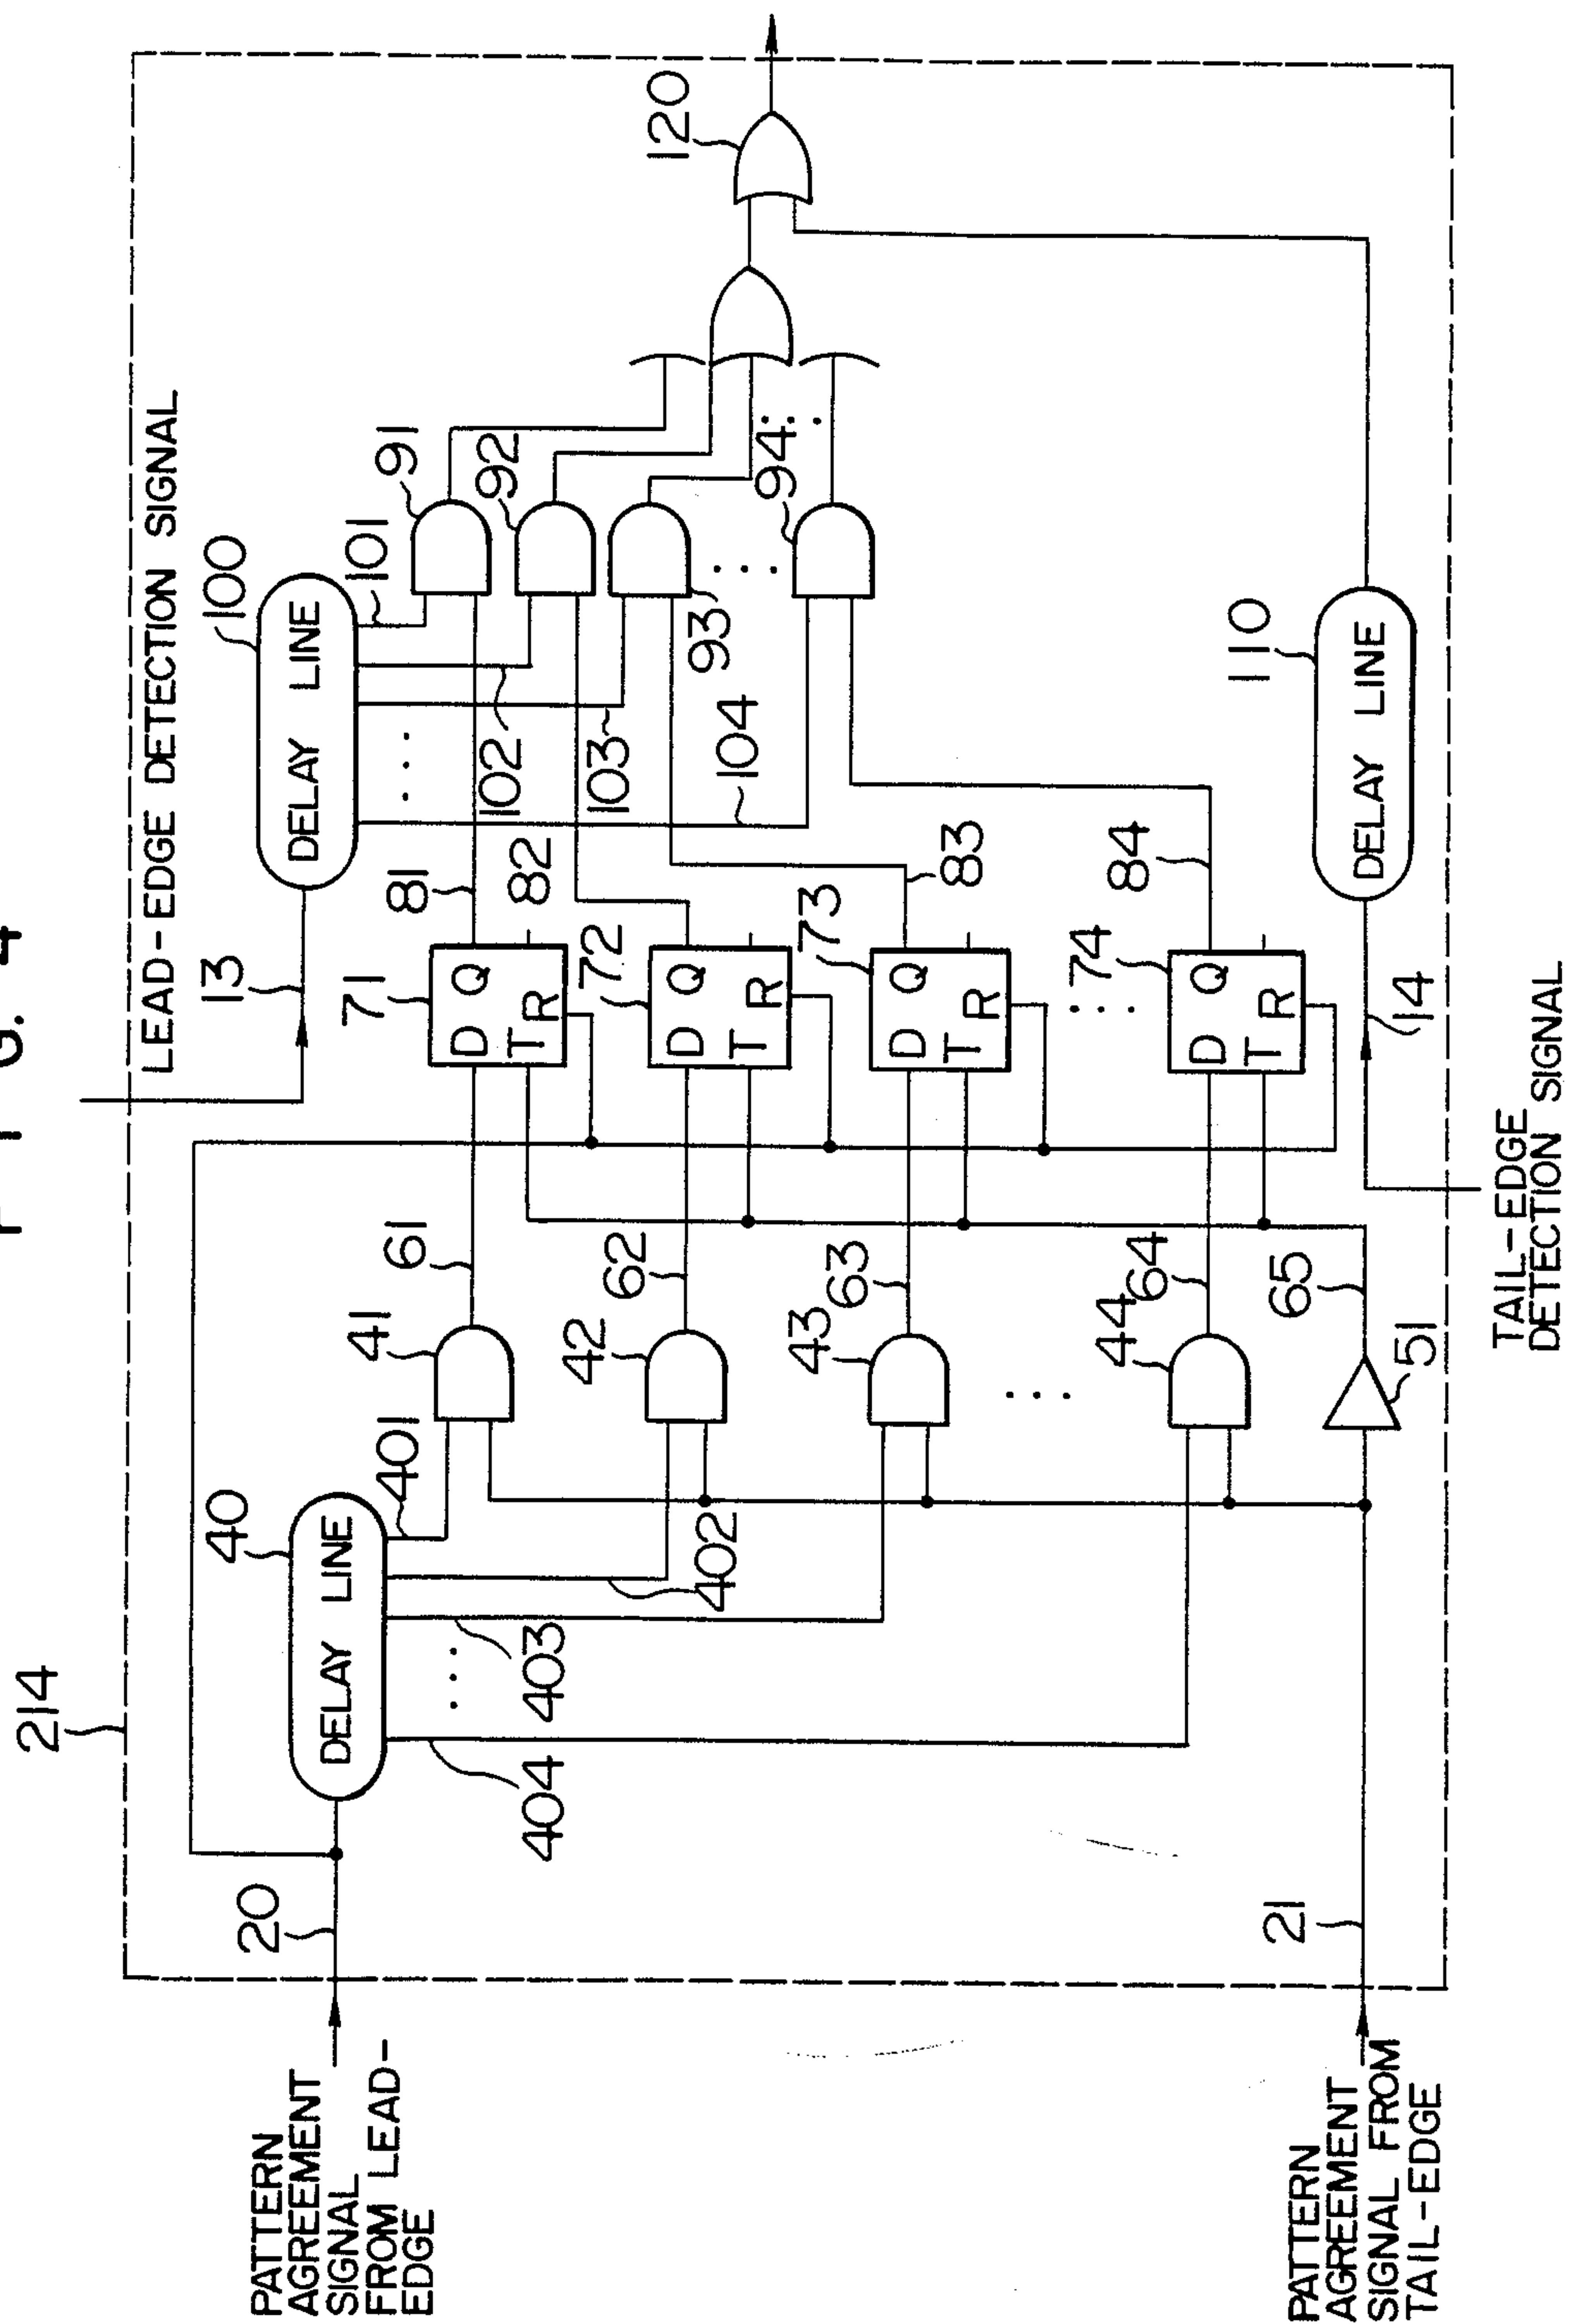 FIG. 4
214
LEAD-EDGE DETECTION SIGNAL
13
100
DELAY LINE
101
91
92
102
103
93
104
94
120
20
40
DELAY LINE
401
402
403
404
41
42
43
44
61
62
63
64
65
51
71
D Q
T R
81
82
72
D Q
T R
73
D Q
T R
83
74
D Q
T R
84
110
DELAY LINE
14
21
PATTERN
AGREEMENT
SIGNAL
FROM LEAD-
EDGE
PATTERN
AGREEMENT
SIGNAL FROM
TAIL-EDGE
TAIL-EDGE
DETECTION SIGNAL